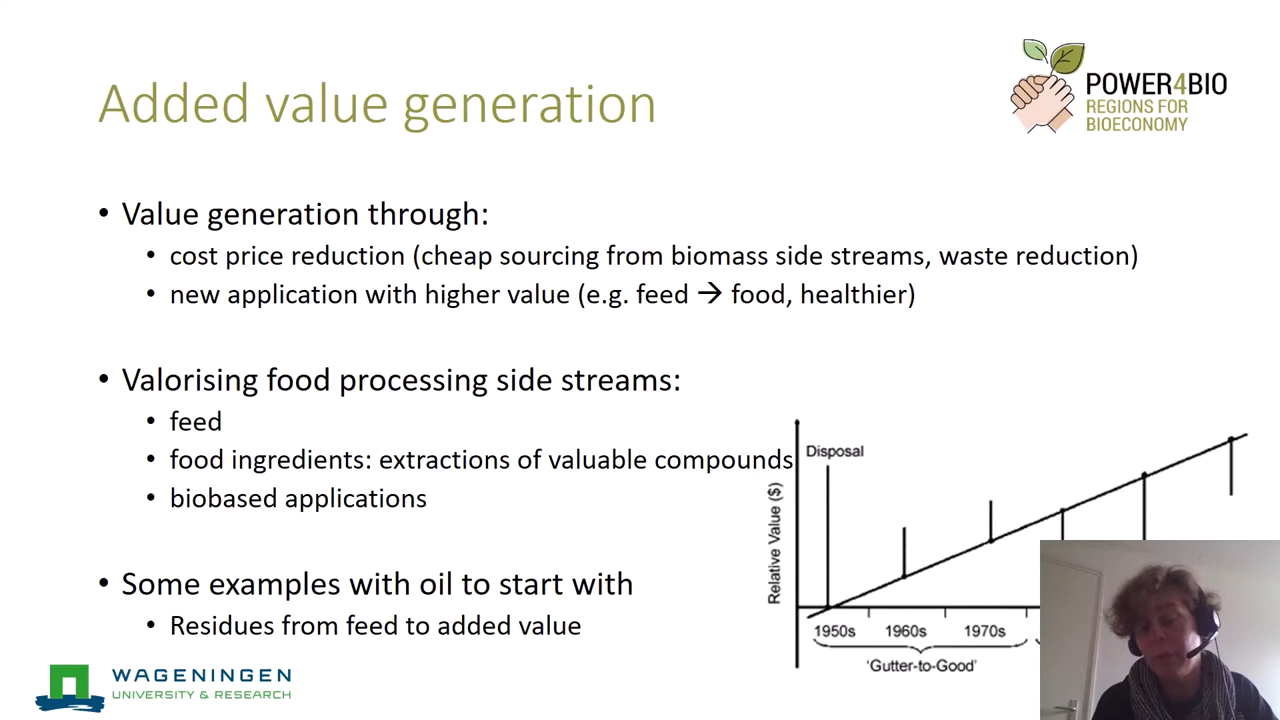 Added value generation
POWER4BIO
REGIONS FOR
BIOECONOMY
• Value generation through:
• cost price reduction (cheap sourcing from biomass side streams, waste reduction)
• new application with higher value (e.g. feed → food, healthier)
• Valorising food processing side streams:
• feed
• food ingredients: extractions of valuable compounds
• biobased applications
• Some examples with oil to start with
• Residues from feed to added value
Disposal
Relative Value ($)
1950s 1960s 1970s
'Gutter-to-Good'
WAGENINGEN
UNIVERSITY & RESEARCH